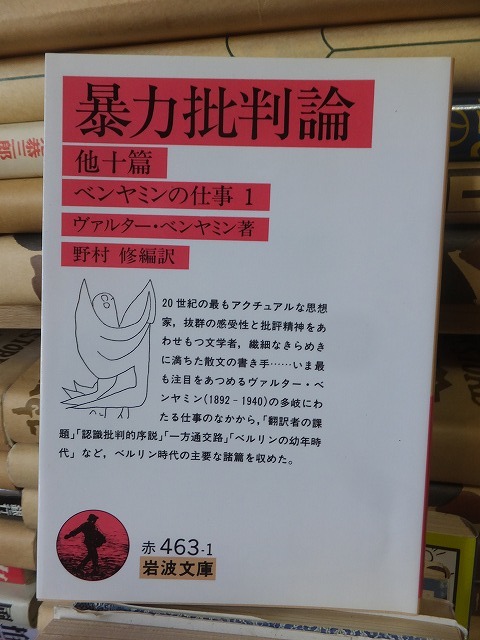 暴力批判論
他十篇
ベンヤミンの仕事 1
ヴァルター・ベンヤミン著
野村 修編訳
20世紀の最もアクチュアルな思想
家，抜群の感受性と批評精神をあ
わせもつ文学者，繊細なきらめき
に満ちた散文の書き手……いま最
も注目をあつめるヴァルター・ベ
ンヤミン(1892－1940)の多岐にわ
たる仕事のなかから，「翻訳者の課
題」「認識批判的序説」「一方通交路」「ベルリンの幼年時
代」など，ベルリン時代の主要な諸篇を収めた。
赤 463-1
岩波文庫
恭三郎